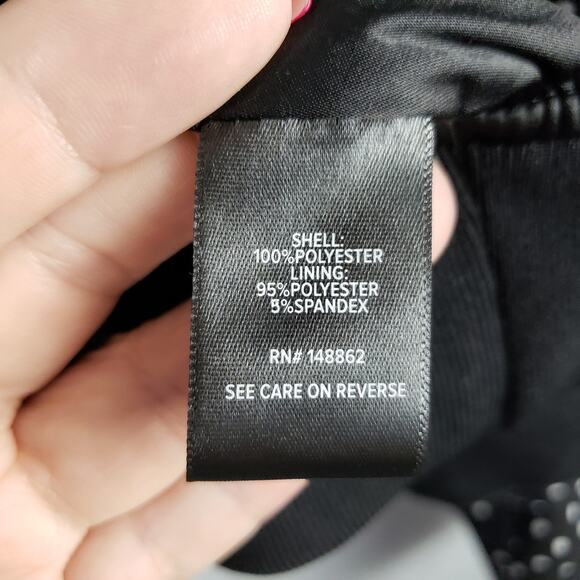 SHELL:
100%POLYESTER
LINING:
95%POLYESTER
5%SPANDEX
RN# 148862
SEE CARE ON REVERSE